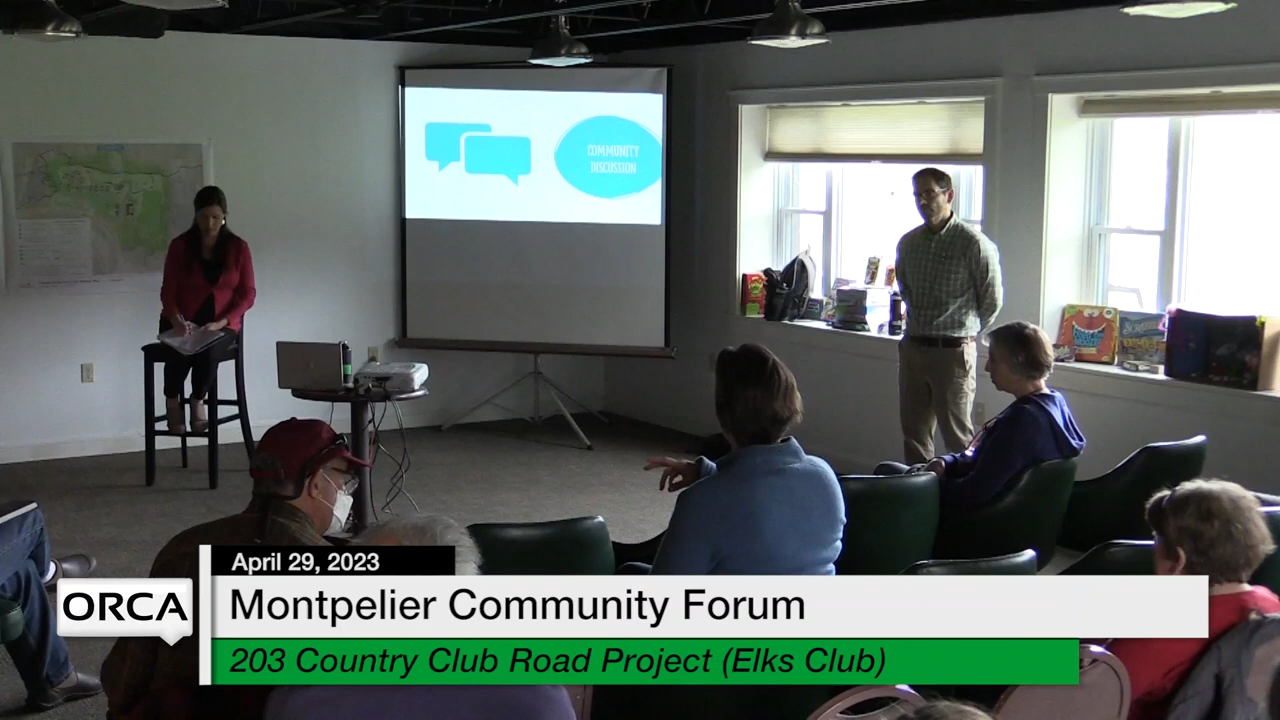 COMMUNITY
DISCUSSION
April 29, 2023
ORCA
Montpelier Community Forum
203 Country Club Road Project (Elks Club)